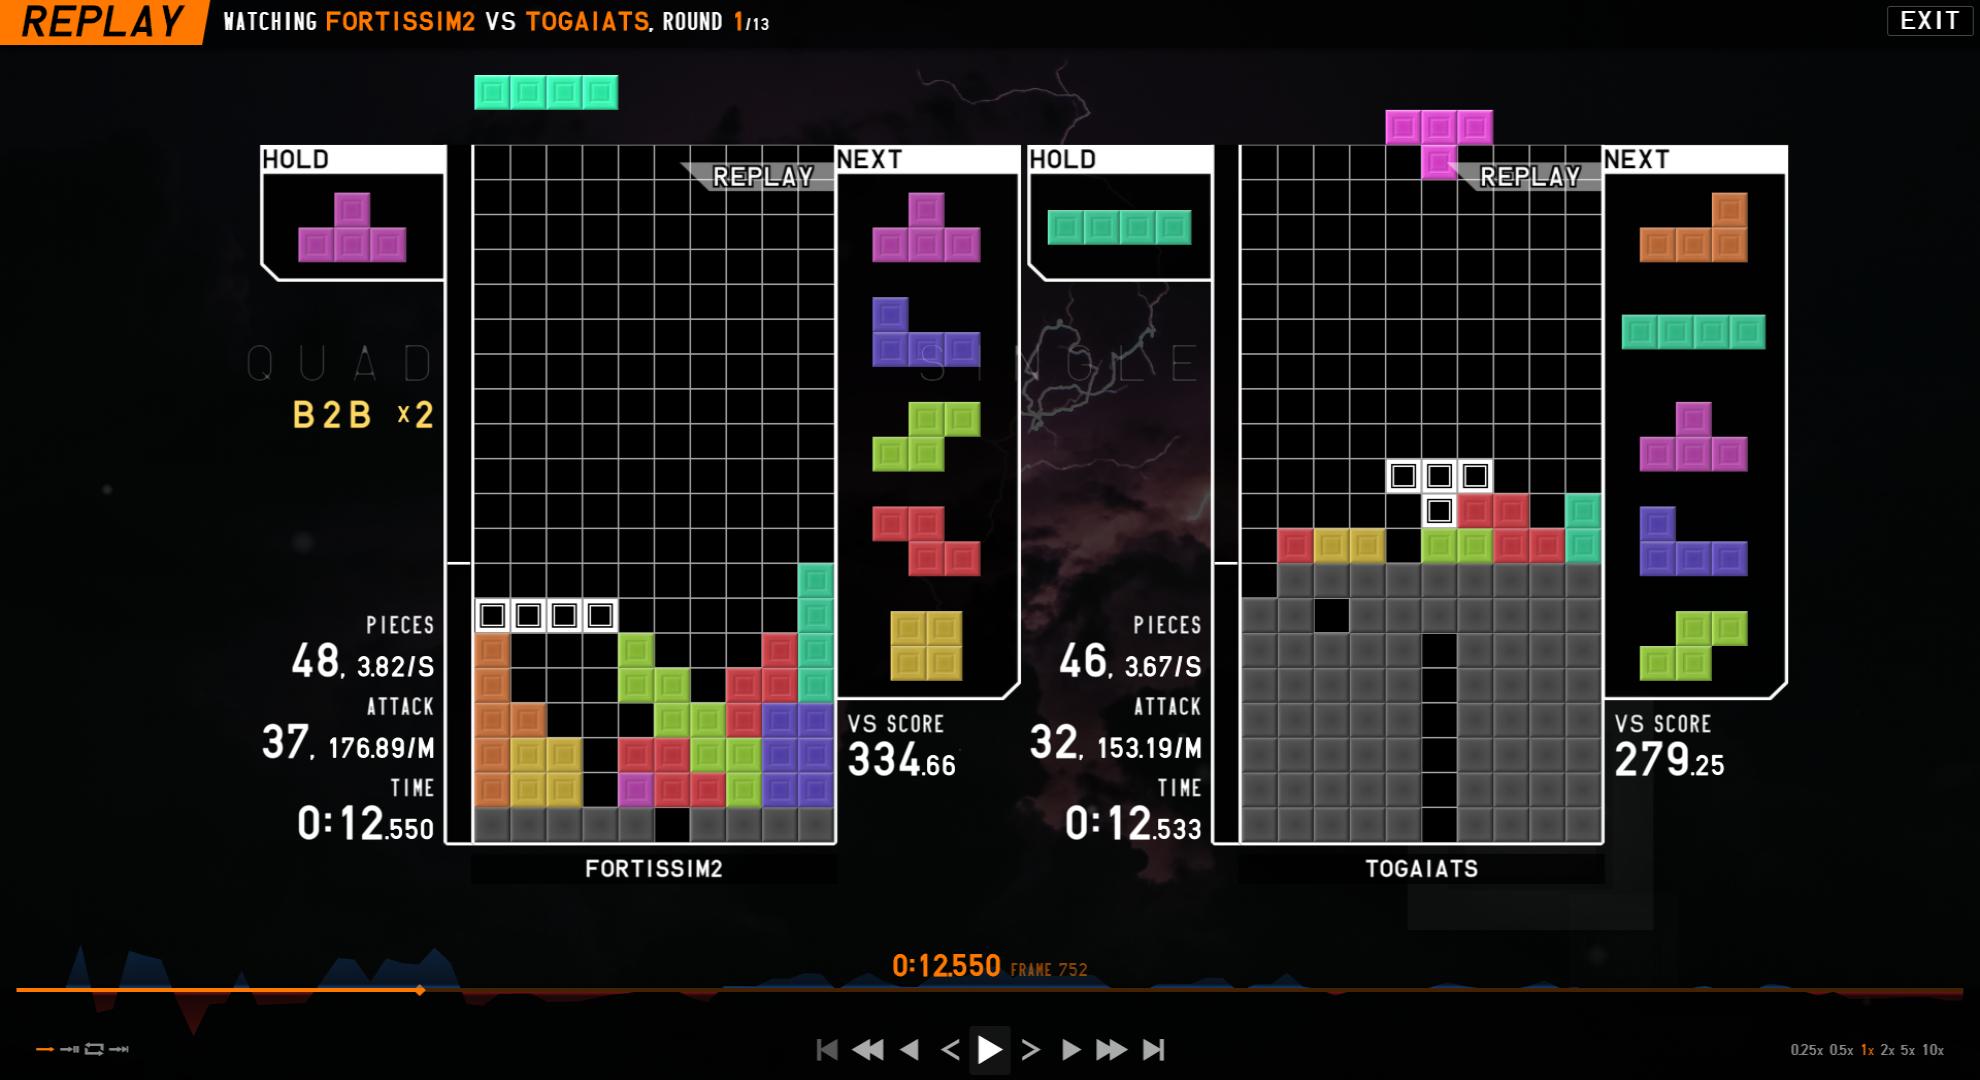 REPLAY
WATCHING FORTISSIM2 VS TOGAIATS, ROUND 1/13
EXIT
HOLD
REPLAY
NEXT
HOLD
REPLAY
NEXT
QUAD
SINGLE
B2B ×2
PIECES
48, 3.82/S
ATTACK
37, 176.89/M
TIME
0:12.550
VS SCORE
334.66
FORTISSIM2
PIECES
46, 3.67/S
ATTACK
32, 153.19/M
TIME
0:12.533
VS SCORE
279.25
TOGAIATS
0:12.550 FRAME 752
0.25x 0.5x 1x 2x 5x 10x